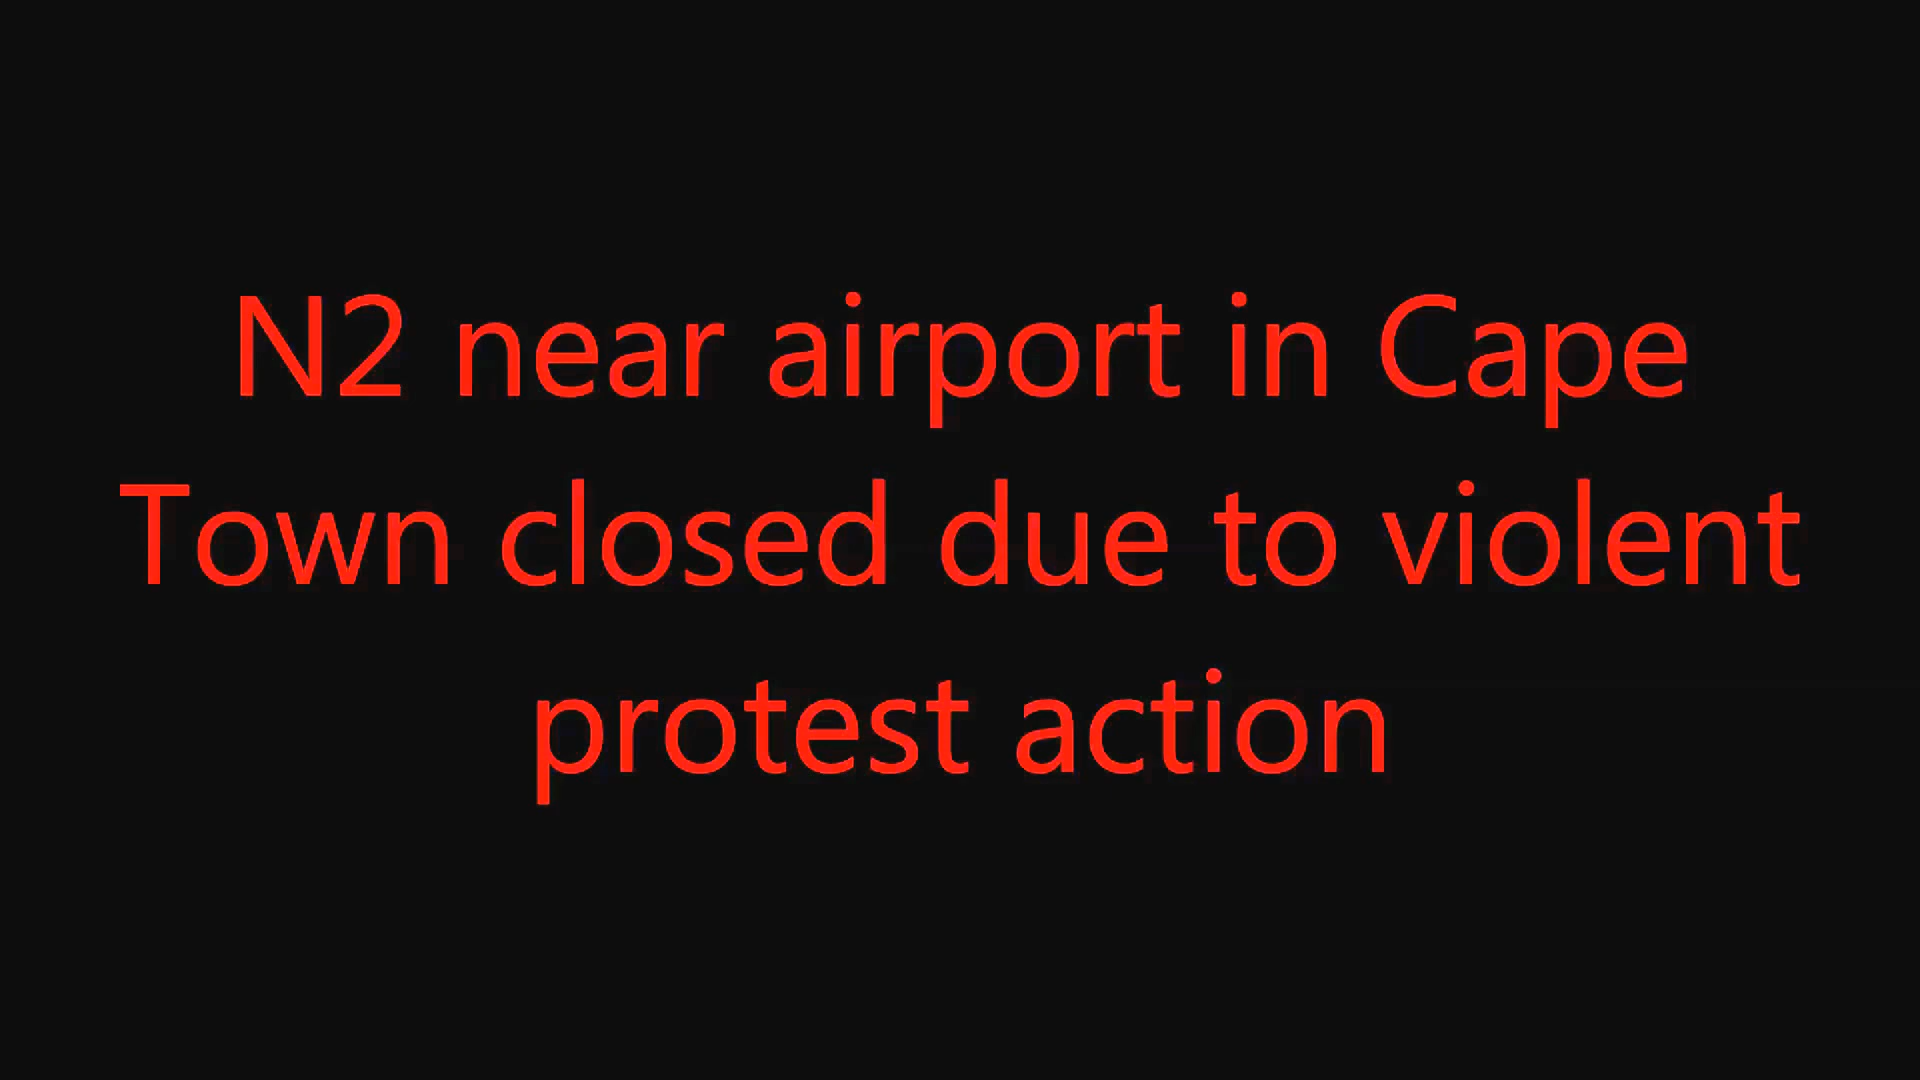 N2 near airport in Cape
Town closed due to violent
protest action